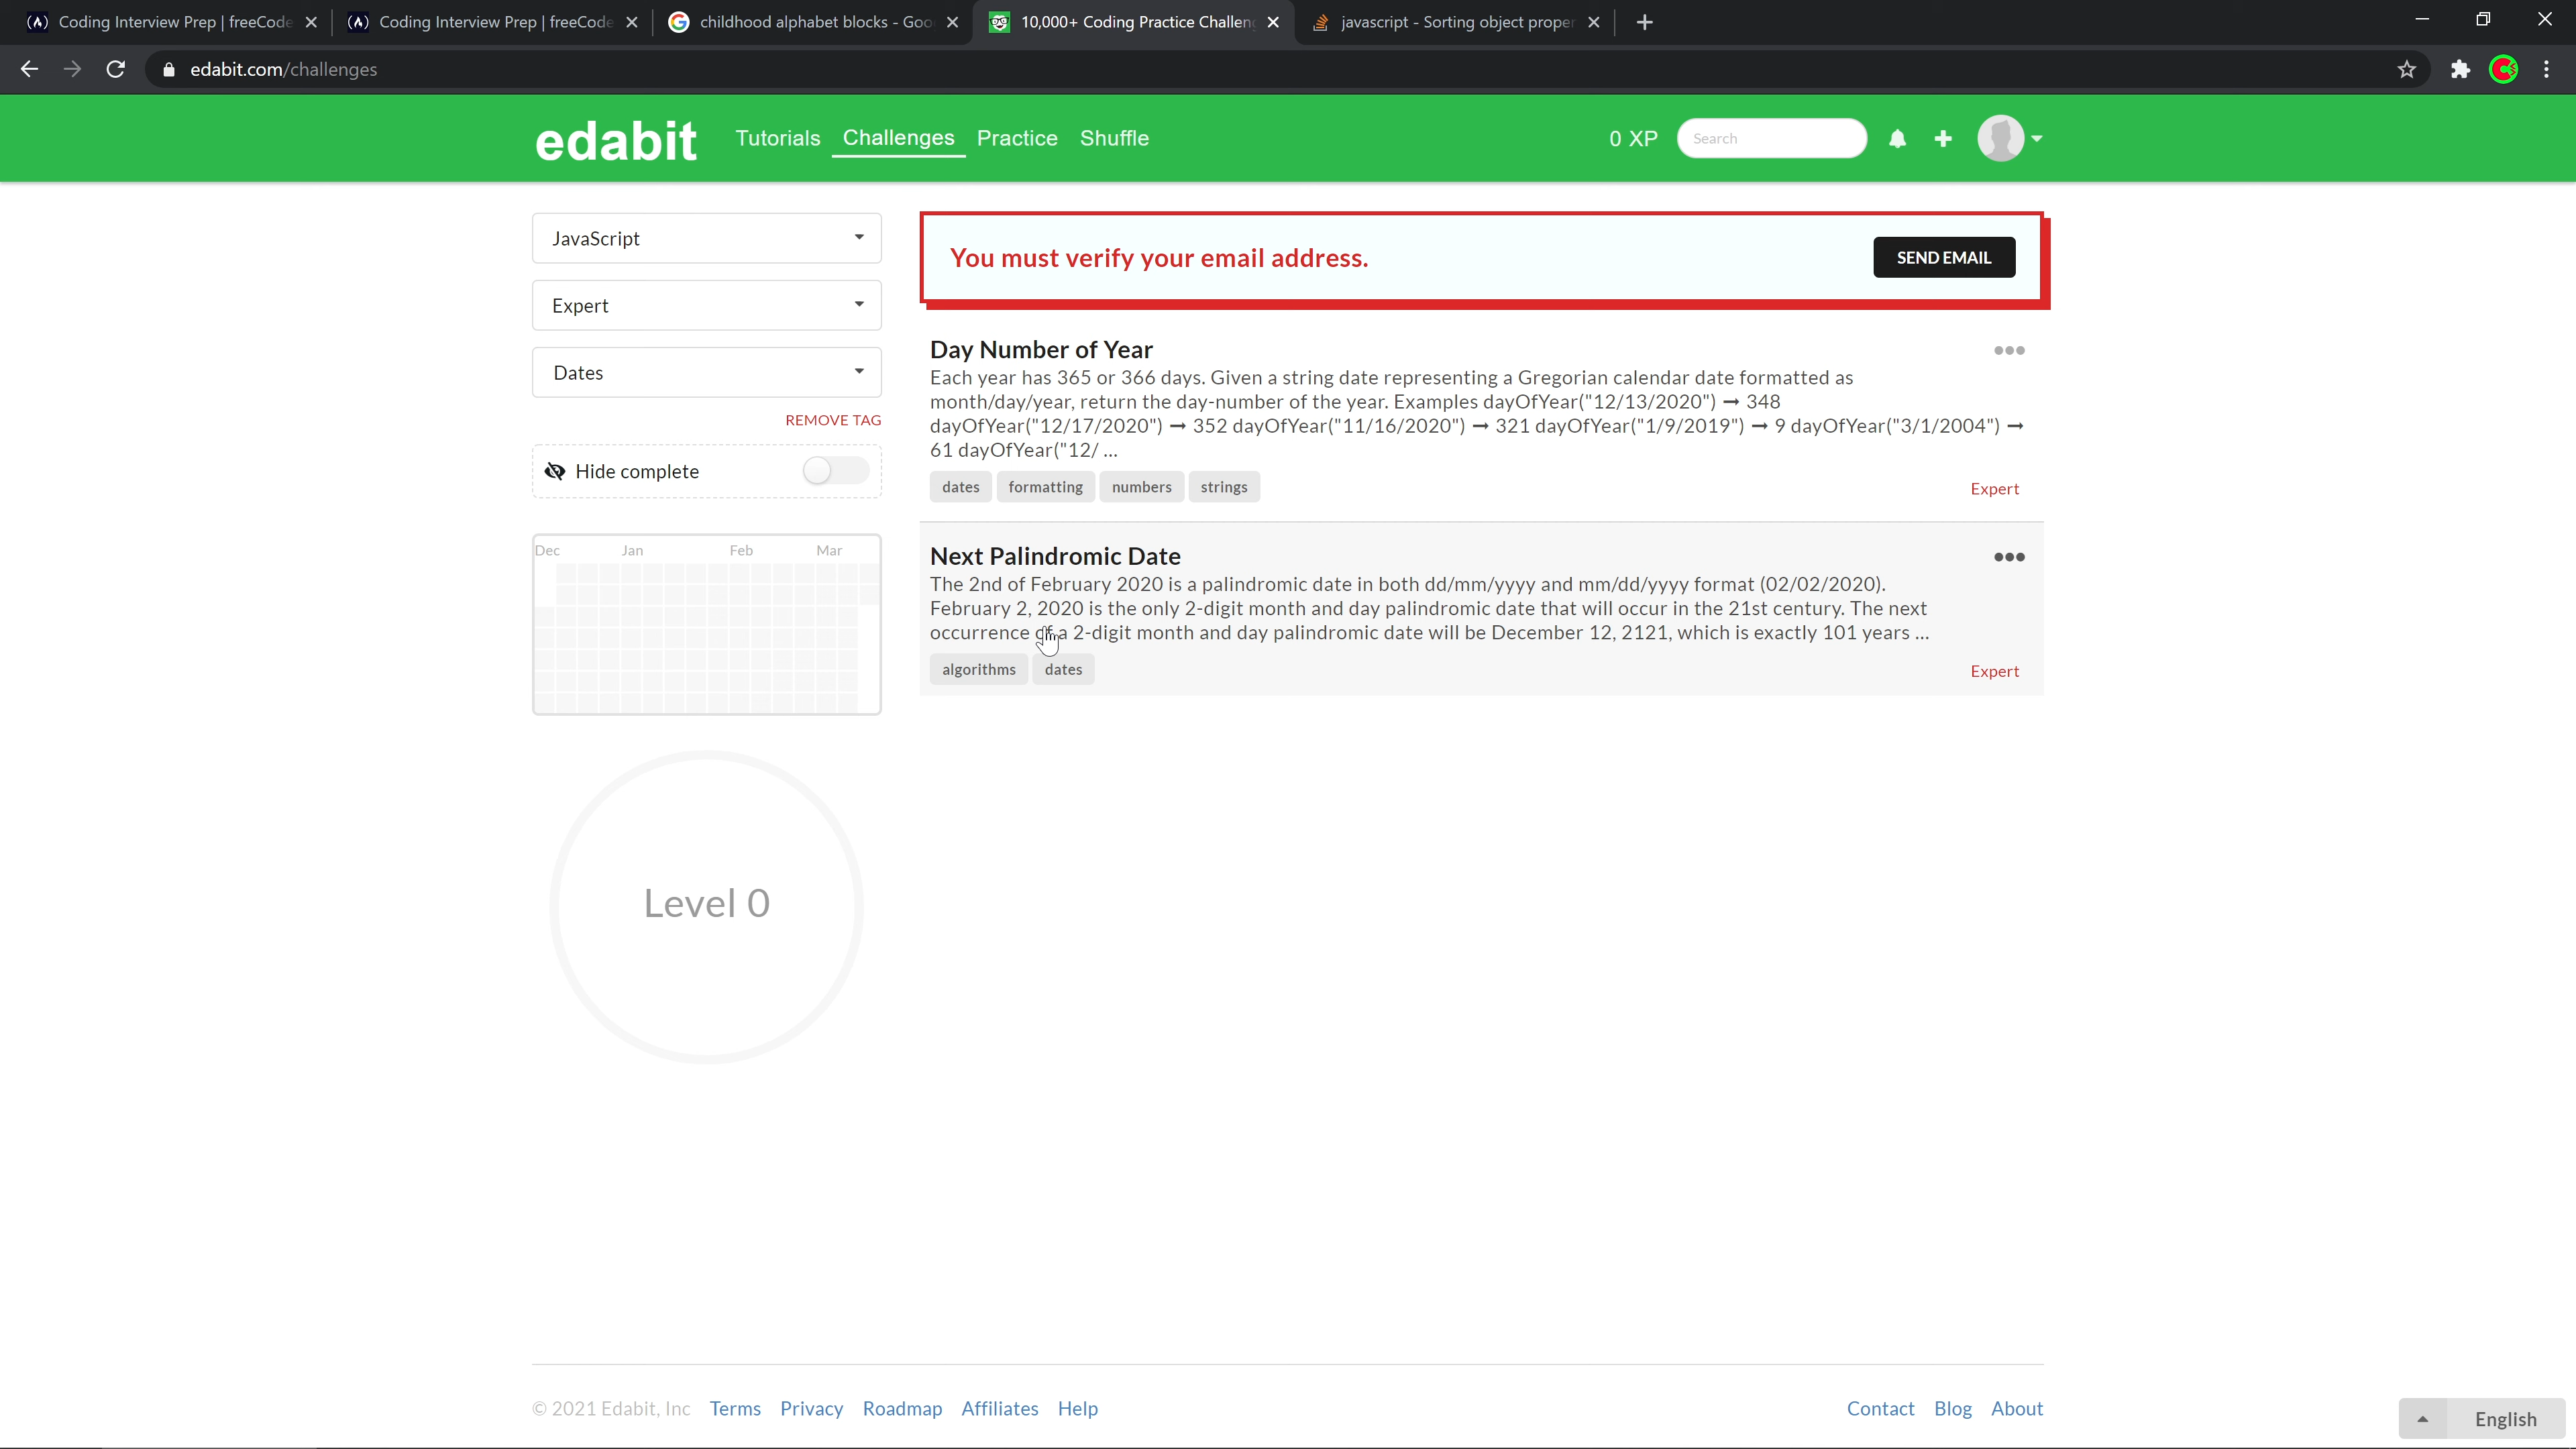 Coding Interview Prep | freeCode
Coding Interview Prep | freeCode
childhood alphabet blocks - Goo
10,000+ Coding Practice Challeng
javascript - Sorting object proper
edabit.com/challenges
edabit
Tutorials Challenges Practice Shuffle
0 XP
Search
JavaScript
Expert
Dates
REMOVE TAG
Hide complete
Dec Jan Feb Mar
Level 0
You must verify your email address.
SEND EMAIL
Day Number of Year
Each year has 365 or 366 days. Given a string date representing a Gregorian calendar date formatted as
month/day/year, return the day-number of the year. Examples dayOfYear("12/13/2020") → 348
dayOfYear("12/17/2020") → 352 dayOfYear("11/16/2020") → 321 dayOfYear("1/9/2019") → 9 dayOfYear("3/1/2004") →
61 dayOfYear("12/ ...
dates formatting numbers strings
Expert
Next Palindromic Date
The 2nd of February 2020 is a palindromic date in both dd/mm/yyyy and mm/dd/yyyy format (02/02/2020).
February 2, 2020 is the only 2-digit month and day palindromic date that will occur in the 21st century. The next
occurrence of a 2-digit month and day palindromic date will be December 12, 2121, which is exactly 101 years ...
algorithms dates
Expert
© 2021 Edabit, Inc Terms Privacy Roadmap Affiliates Help
Contact Blog About
English